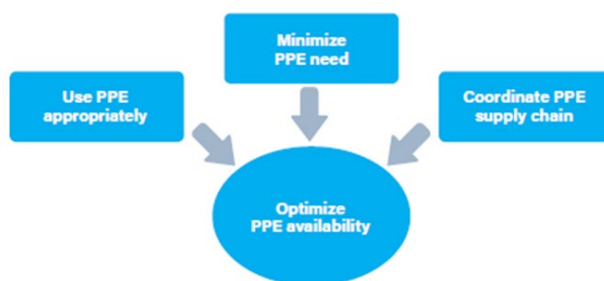 Minimize
PPE need
Use PPE
appropriately
Coordinate PPE
supply chain
Optimize
PPE availability